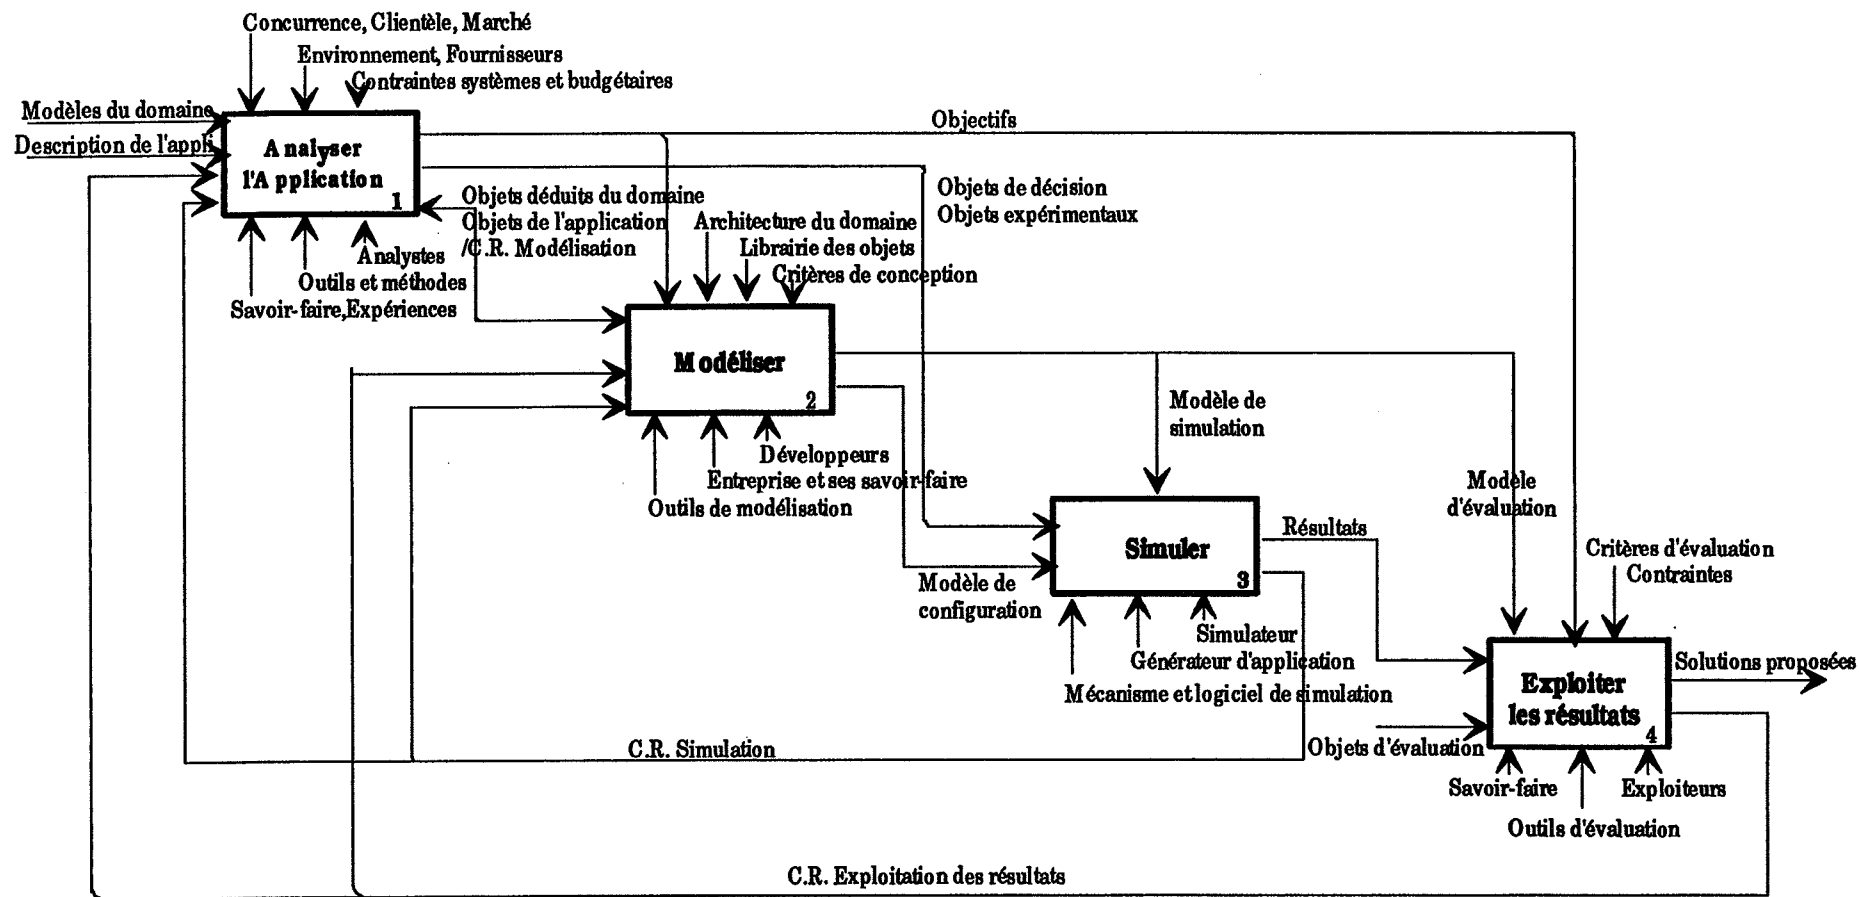 Concurrence, Clientèle, Marché
Environnement, Fournisseurs
Contraintes systèmes et budgétaires
Modèles du domaine
Description de l'appli.
Analyser
l'Application
1
Objectifs
Objets de décision
Objets expérimentaux
Objets déduits du domaine
Objets de l'application
/C.R. Modélisation
Analystes
Outils et méthodes
Savoir-faire,Expériences
Architecture du domaine
Librairie des objets
Critères de conception
Modéliser
2
Développeurs
Entreprise et ses savoir-faire
Outils de modélisation
Modèle de
simulation
Modèle
d'évaluation
Simuler
3
Résultats
Modèle de
configuration
Critères d'évaluation
Contraintes
Simulateur
Générateur d'application
Mécanisme et logiciel de simulation
Exploiter
les résultats
4
Solutions proposées
Objets d'évaluation
C.R. Simulation
Savoir-faire
Exploiteurs
Outils d'évaluation
C.R. Exploitation des résultats